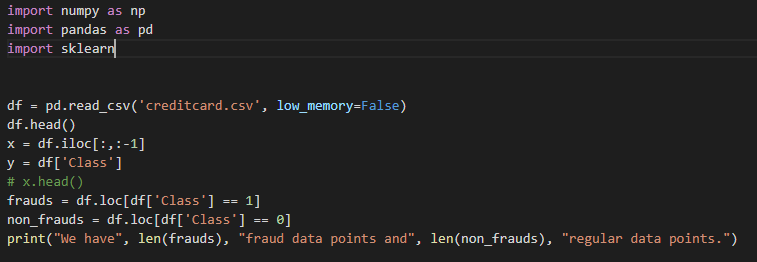 import numpy as np
import pandas as pd
import sklearn
df = pd.read_csv('creditcard.csv', low_memory=False)
df.head()
x = df.iloc[:,:-1]
y = df['Class']
# x.head()
frauds = df.loc[df['Class'] == 1]
non_frauds = df.loc[df['Class'] == 0]
print("We have", len(frauds), "fraud data points and", len(non_frauds), "regular data points.")